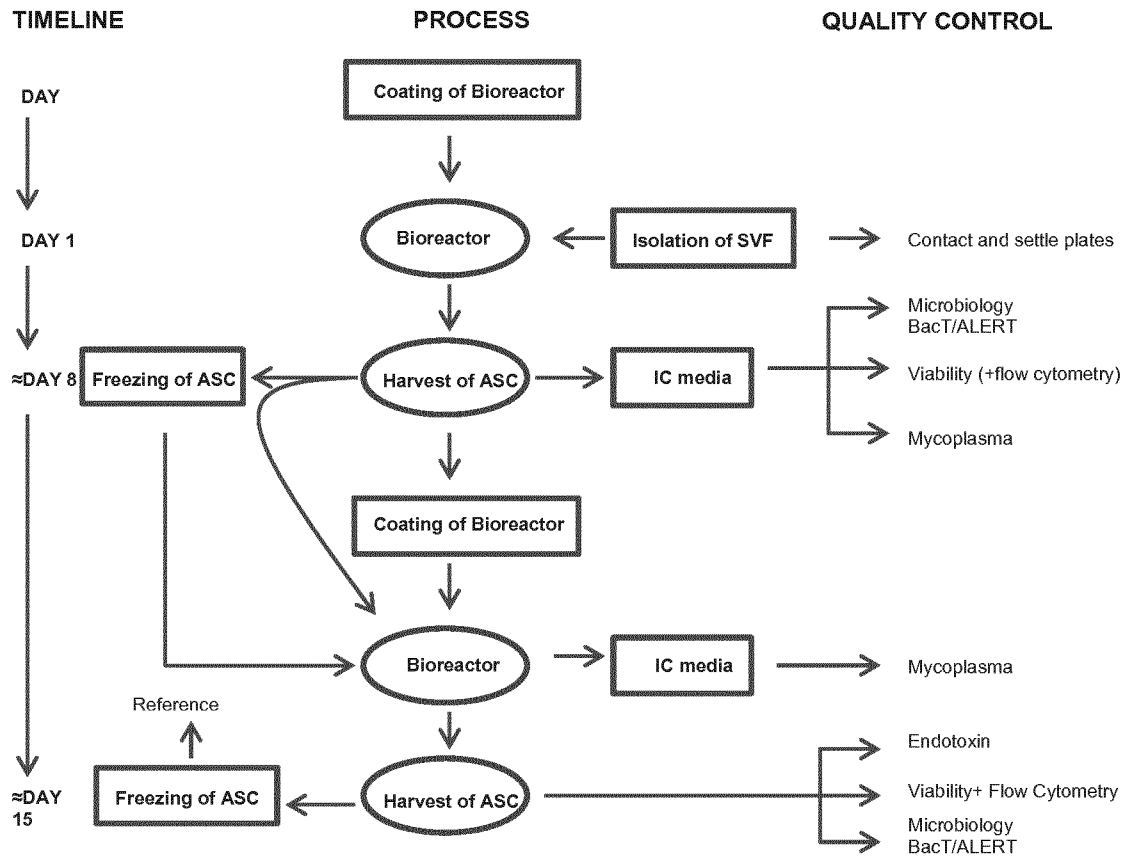 TIMELINE
PROCESS
QUALITY CONTROL
DAY
Coating of Bioreactor
DAY 1
Bioreactor
Isolation of SVF
Contact and settle plates
Microbiology
BacT/ALERT
≈DAY 8
Freezing of ASC
Harvest of ASC
IC media
Viability (+flow cytometry)
Mycoplasma
Coating of Bioreactor
Bioreactor
IC media
Mycoplasma
Reference
Endotoxin
≈DAY
15
Freezing of ASC
Harvest of ASC
Viability+ Flow Cytometry
Microbiology
BacT/ALERT